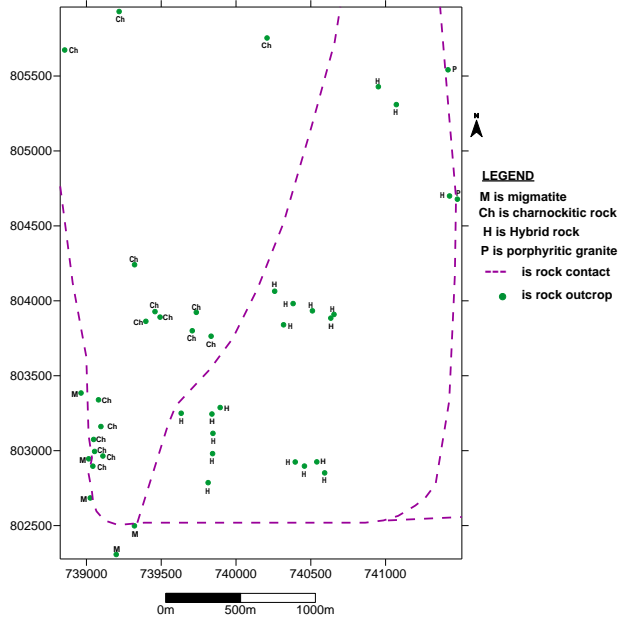 Ch
Ch
Ch
805500
P
H
H
N
805000
LEGEND
H
P
M is migmatite
Ch is charnockitic rock
804500
H is Hybrid rock
P is porphyritic granite
Ch
is rock contact
H
is rock outcrop
804000
Ch
Ch
H
H
H
Ch
Ch
H
H
Ch
Ch
803500
M
Ch
H
H
H
Ch
Ch
H
803000
Ch
M
Ch
Ch
H
H
H
H
H
H
M
802500
M
M
739000 739500 740000 740500 741000
0m 500m 1000m